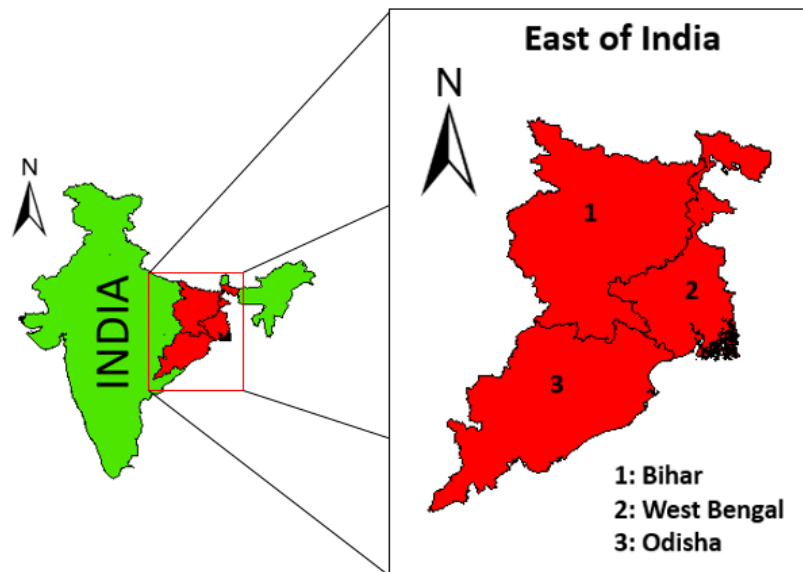 N
INDIA
East of India
N
1
2
3
1: Bihar
2: West Bengal
3: Odisha